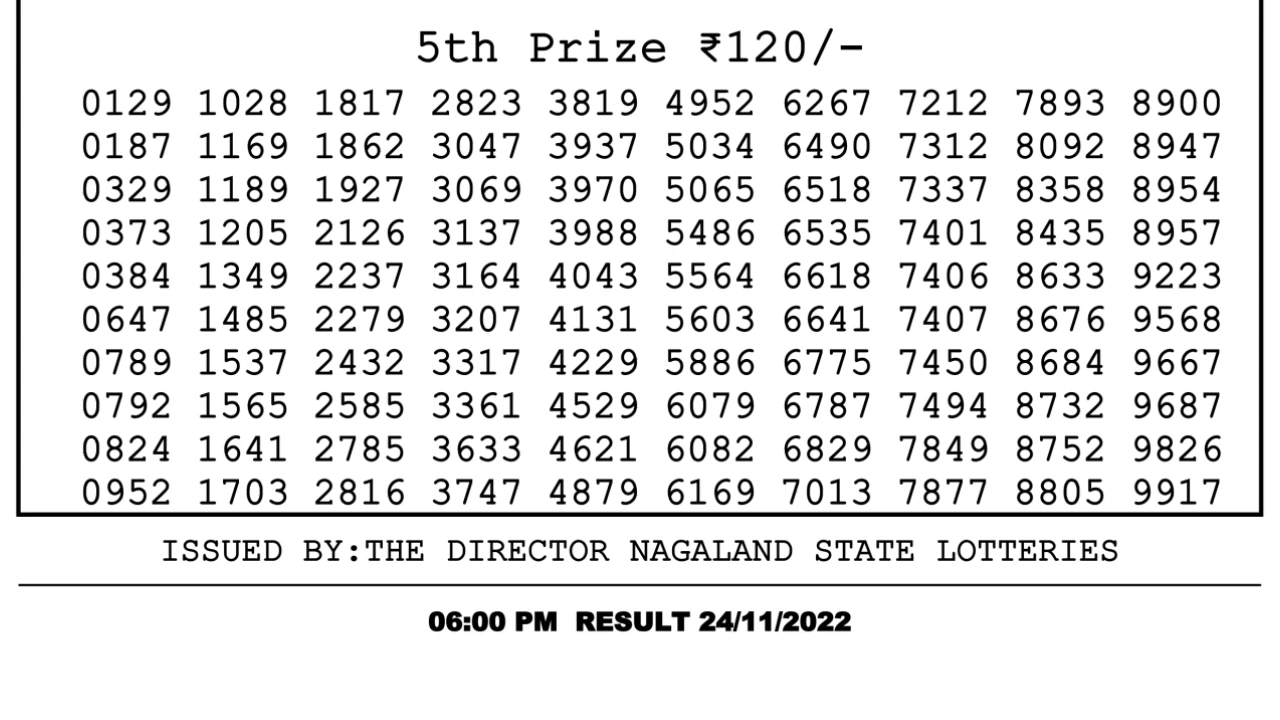 5th Prize ₹120/-
0129 1028 1817 2823 3819 4952 6267 7212 7893 8900
0187 1169 1862 3047 3937 5034 6490 7312 8092 8947
0329 1189 1927 3069 3970 5065 6518 7337 8358 8954
0373 1205 2126 3137 3988 5486 6535 7401 8435 8957
0384 1349 2237 3164 4043 5564 6618 7406 8633 9223
0647 1485 2279 3207 4131 5603 6641 7407 8676 9568
0789 1537 2432 3317 4229 5886 6775 7450 8684 9667
0792 1565 2585 3361 4529 6079 6787 7494 8732 9687
0824 1641 2785 3633 4621 6082 6829 7849 8752 9826
0952 1703 2816 3747 4879 6169 7013 7877 8805 9917
ISSUED BY:THE DIRECTOR NAGALAND STATE LOTTERIES
06:00 PM RESULT 24/11/2022